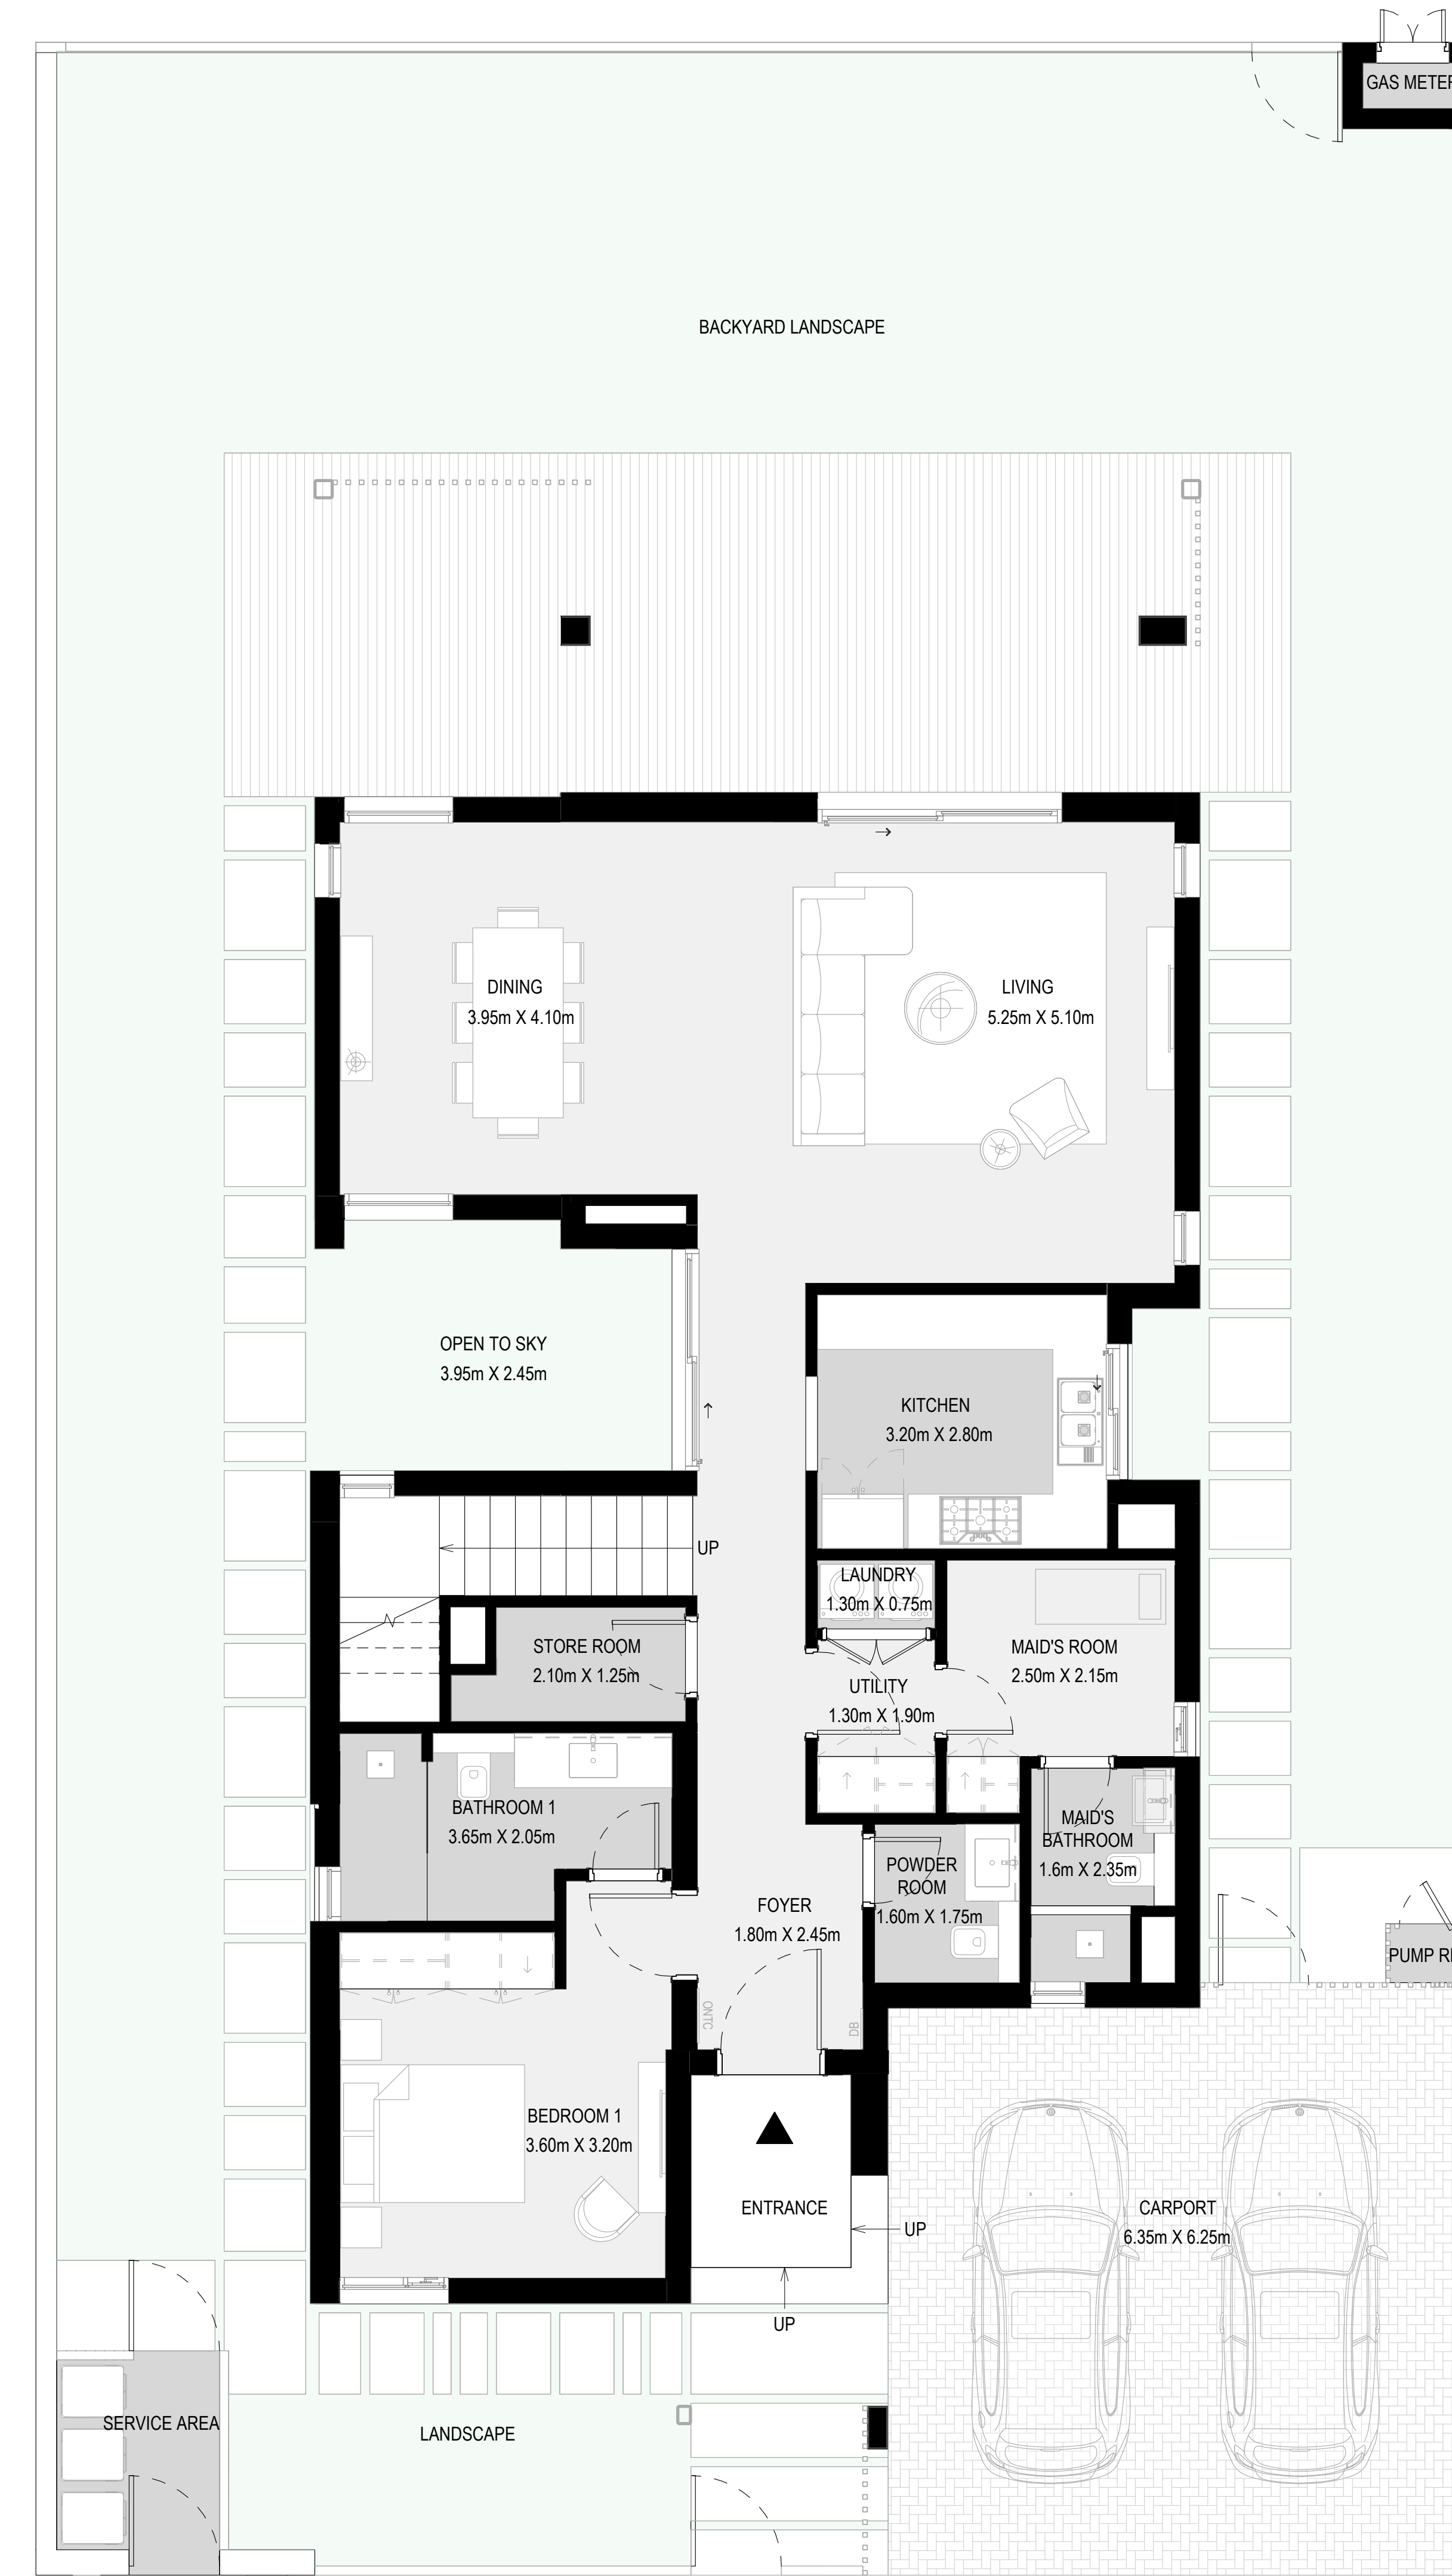 GAS METER
BACKYARD LANDSCAPE
DINING
3.95m X 4.10m
LIVING
5.25m X 5.10m
OPEN TO SKY
3.95m X 2.45m
KITCHEN
3.20m X 2.80m
UP
LAUNDRY
1.30m X 0.75m
STORE ROOM
2.10m X 1.25m
MAID'S ROOM
2.50m X 2.15m
UTILITY
1.30m X 1.90m
BATHROOM 1
3.65m X 2.05m
MAID'S
BATHROOM
1.6m X 2.35m
POWDER
ROOM
1.60m X 1.75m
FOYER
1.80m X 2.45m
PUMP R
ONTC
DB
BEDROOM 1
3.60m X 3.20m
ENTRANCE
UP
CARPORT
6.35m X 6.25m
UP
SERVICE AREA
LANDSCAPE